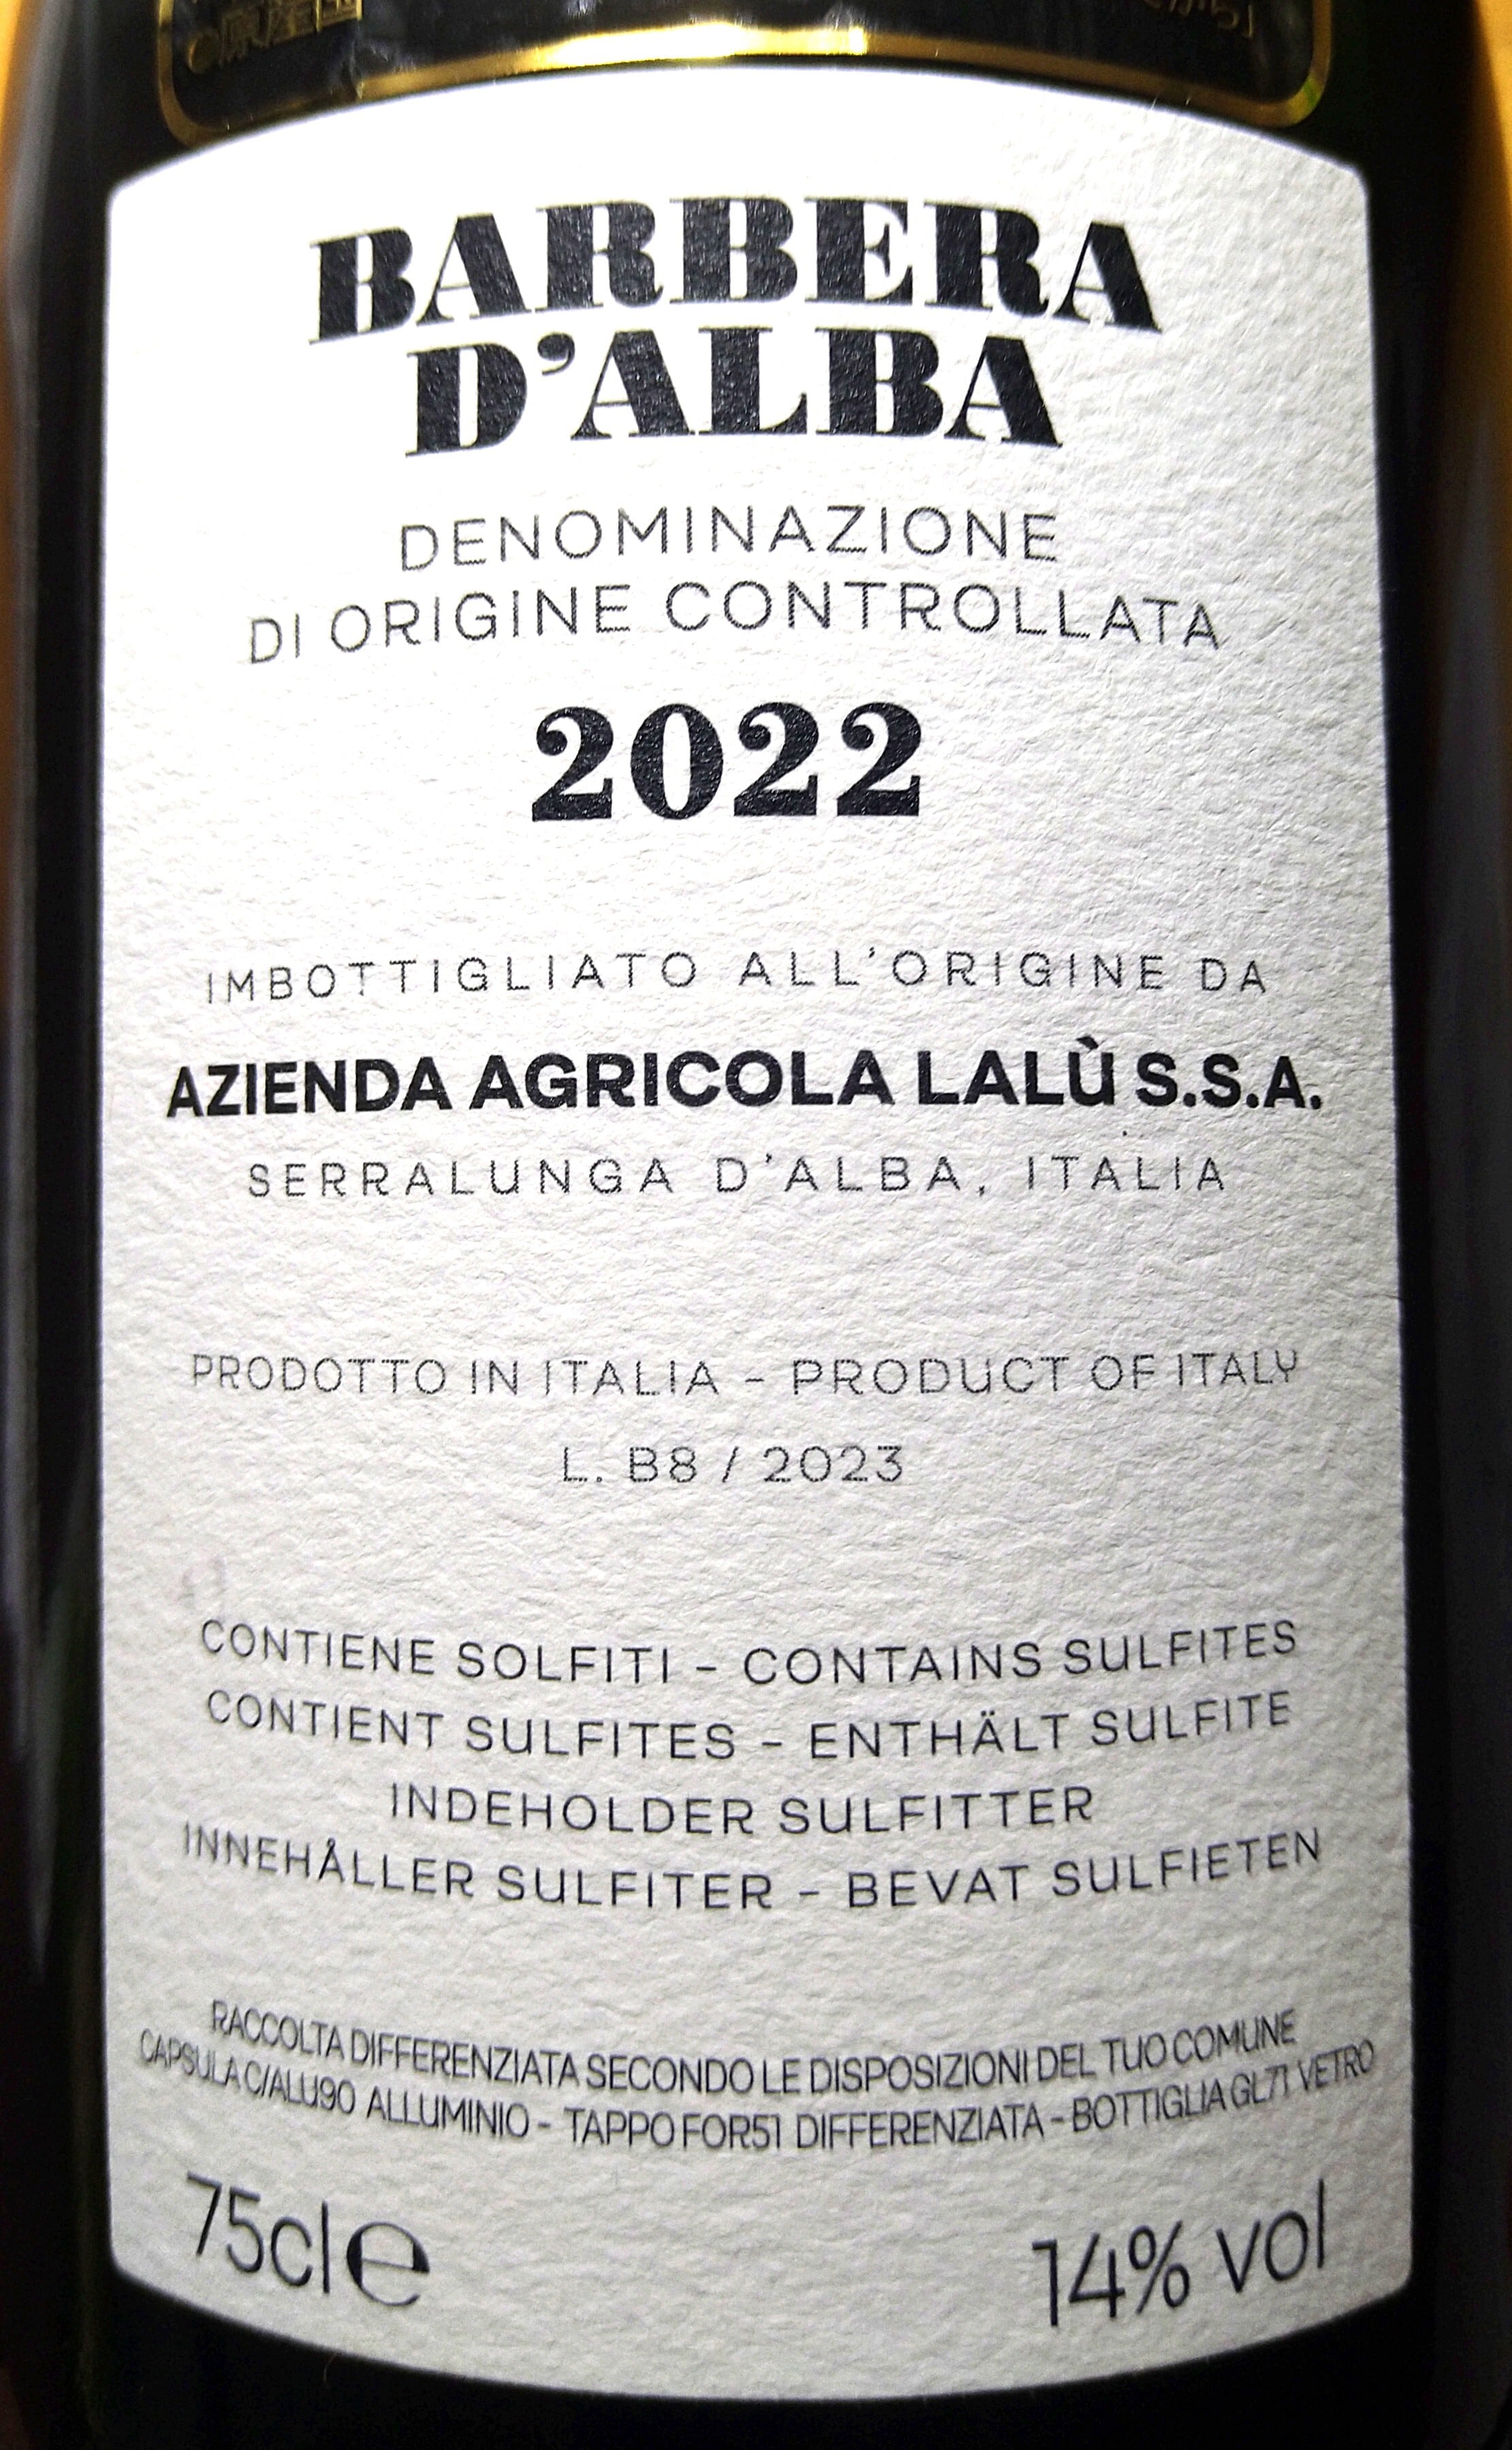 原産国
BARBERA
D'ALBA
DENOMINAZIONE
DI ORIGINE CONTROLLATA
2022
IMBOTTIGLIATO ALL'ORIGINE DA
AZIENDA AGRICOLA LALÙ S.S.A.
SERRALUNGA D'ALBA, ITALIA
PRODOTTO IN ITALIA - PRODUCT OF ITALY
L. B8 / 2023
CONTIENE SOLFITI - CONTAINS SULFITES
CONTIENT SULFITES - ENTHÄLT SULFITE
INDEHOLDER SULFITTER
INNEHÅLLER SULFITER - BEVAT SULFIETEN
RACCOLTA DIFFERENZIATA SECONDO LE DISPOSIZIONI DEL TUO COMUNE
CAPSULA C/ALU90 ALLUMINIO - TAPPO FOR51 DIFFERENZIATA - BOTTIGLIA GL71 VETRO
75cl e 14% vol